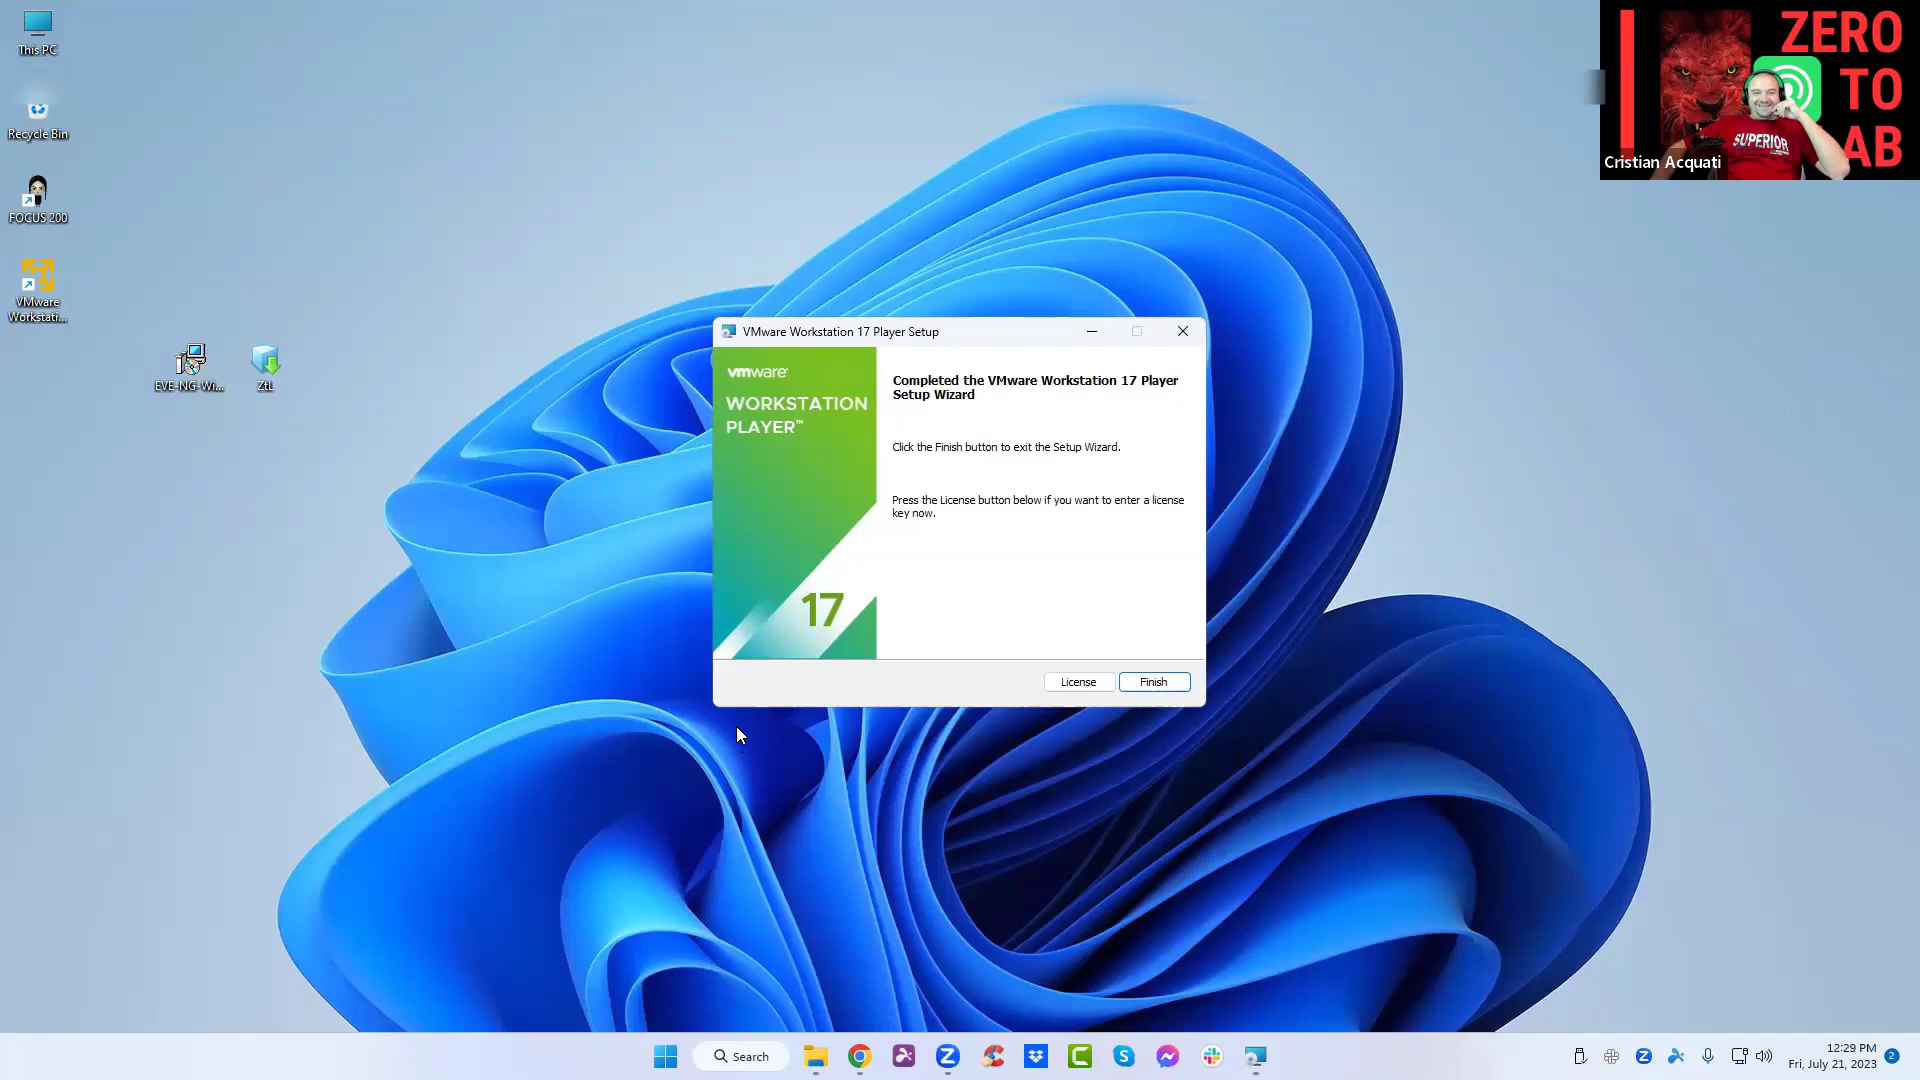 This PC
Recycle Bin
FOCUS 200
VMware
Workstati...
EVE-NG-Wi...
ZtL
VMware Workstation 17 Player Setup
vmware
WORKSTATION
PLAYER™
17
Completed the VMware Workstation 17 Player
Setup Wizard
Click the Finish button to exit the Setup Wizard.
Press the License button below if you want to enter a license
key now.
License
Finish
ZERO
TO
AB
SUPERIOR
Cristian Acquati
Search
12:29 PM
Fri, July 21, 2023
2